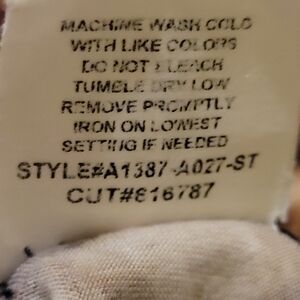 MACHINE WASH COLD
WITH LIKE COLORS
DO NOT BLEACH
TUMBLE DRY LOW
REMOVE PROMPTLY
IRON ON LOWEST
SETTING IF NEEDED
STYLE#A1387-A027-ST
CUT#616787